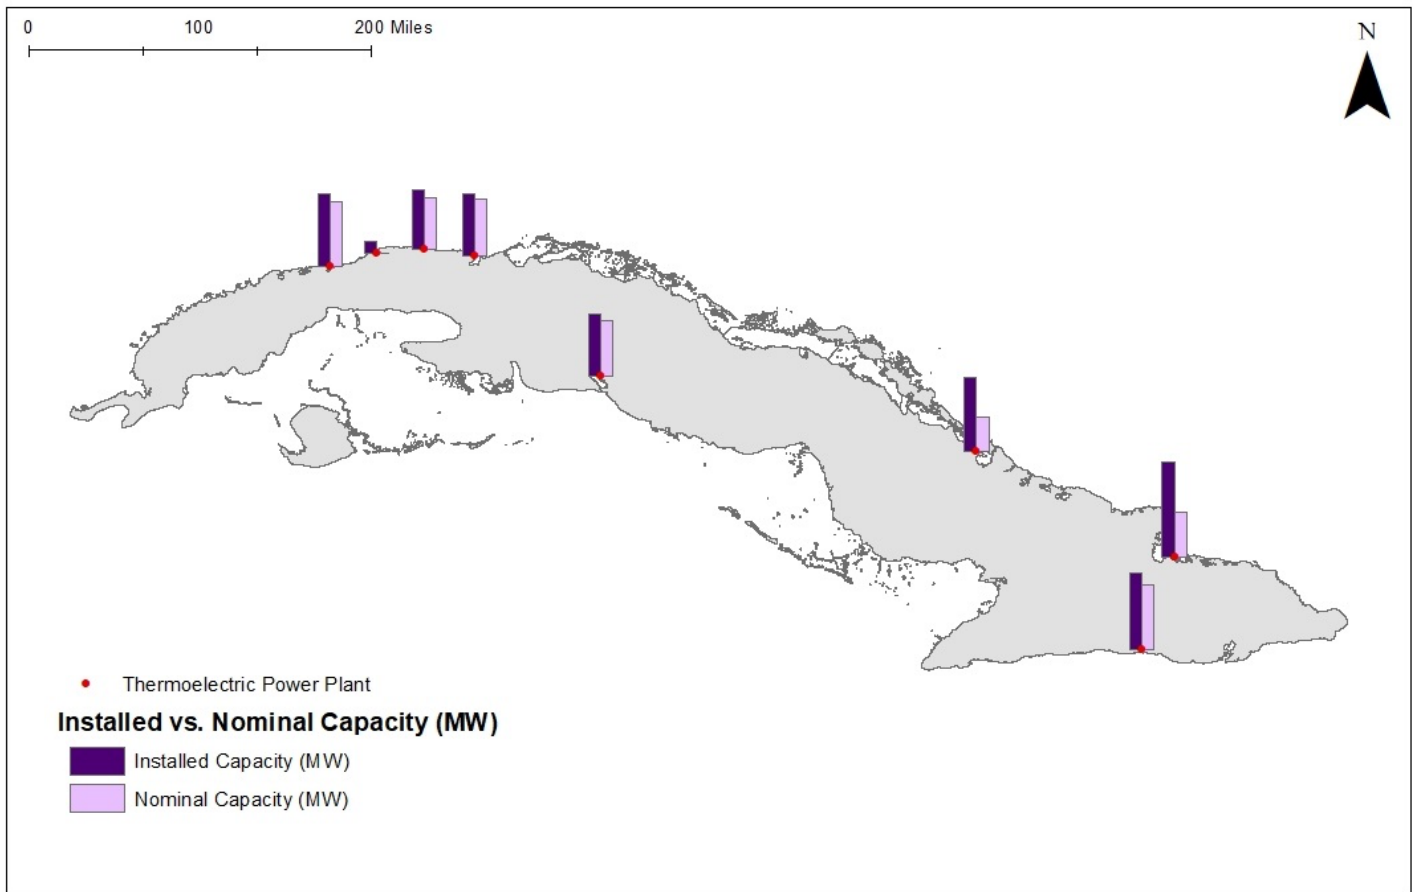 0 100 200 Miles
N
Thermoelectric Power Plant
Installed vs. Nominal Capacity (MW)
Installed Capacity (MW)
Nominal Capacity (MW)